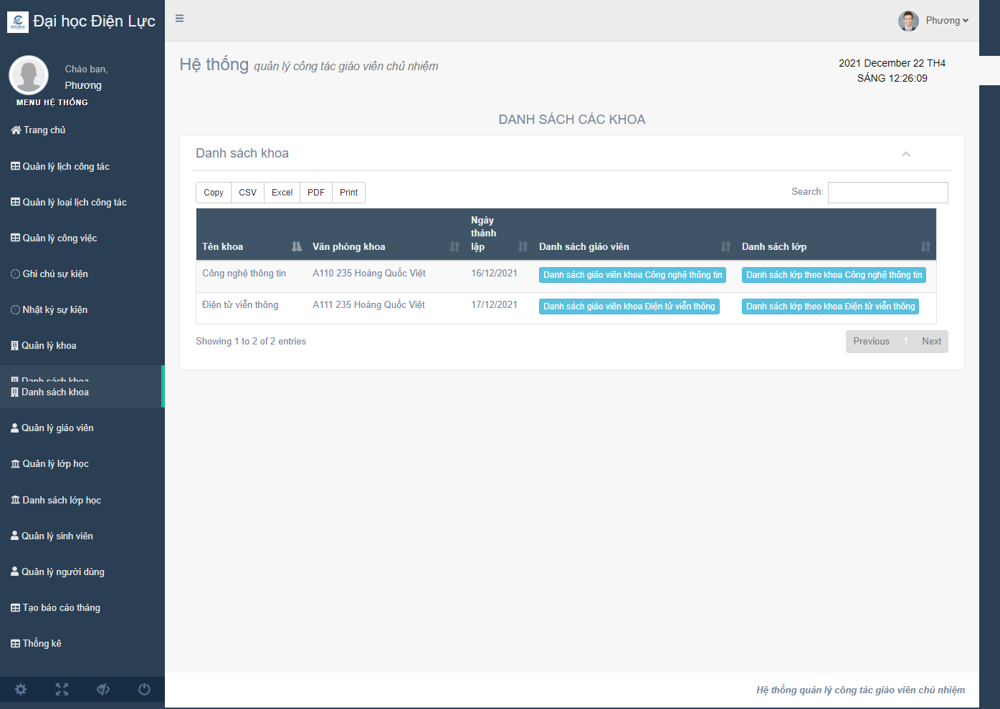 Đại học Điện Lực
Chào bạn,
Phương
MENU HỆ THỐNG
Trang chủ
Quản lý lịch công tác
Quản lý loại lịch công tác
Quản lý công việc
Ghi chú sự kiện
Nhật ký sự kiện
Quản lý khoa
Danh sách khoa
Danh sách khoa
Quản lý giáo viên
Quản lý lớp học
Danh sách lớp học
Quản lý sinh viên
Quản lý người dùng
Tạo báo cáo tháng
Thống kê
Phương
Hệ thống quản lý công tác giáo viên chủ nhiệm
2021 December 22 TH4
SÁNG 12:26:09
DANH SÁCH CÁC KHOA
Danh sách khoa
Copy CSV Excel PDF Print
Search:
Tên khoa Văn phòng khoa Ngày thành lập Danh sách giáo viên Danh sách lớp
Công nghệ thông tin A110 235 Hoàng Quốc Việt 16/12/2021 Danh sách giáo viên khoa Công nghệ thông tin Danh sách lớp theo khoa Công nghệ thông tin
Điện tử viễn thông A111 235 Hoàng Quốc Việt 17/12/2021 Danh sách giáo viên khoa Điện tử viễn thông Danh sách lớp theo khoa Điện tử viễn thông
Showing 1 to 2 of 2 entries
Previous 1 Next
Hệ thống quản lý công tác giáo viên chủ nhiệm